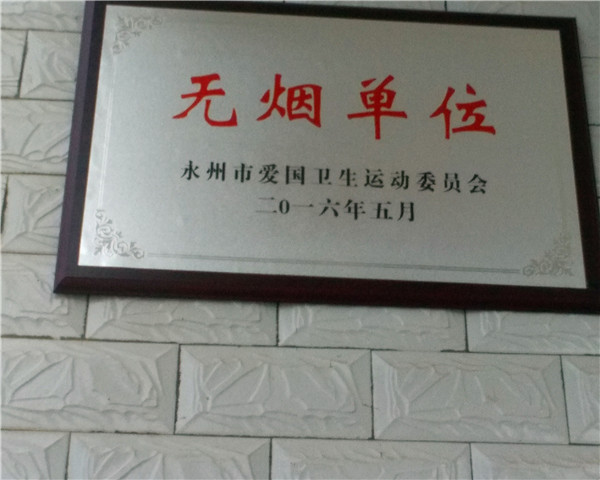 无烟单位
永州市爱国卫生运动委员会
二0一六年五月